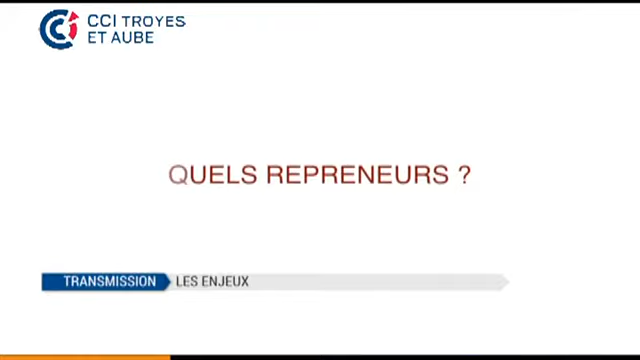 CCI TROYES
ET AUBE
QUELS REPRENEURS ?
TRANSMISSION LES ENJEUX